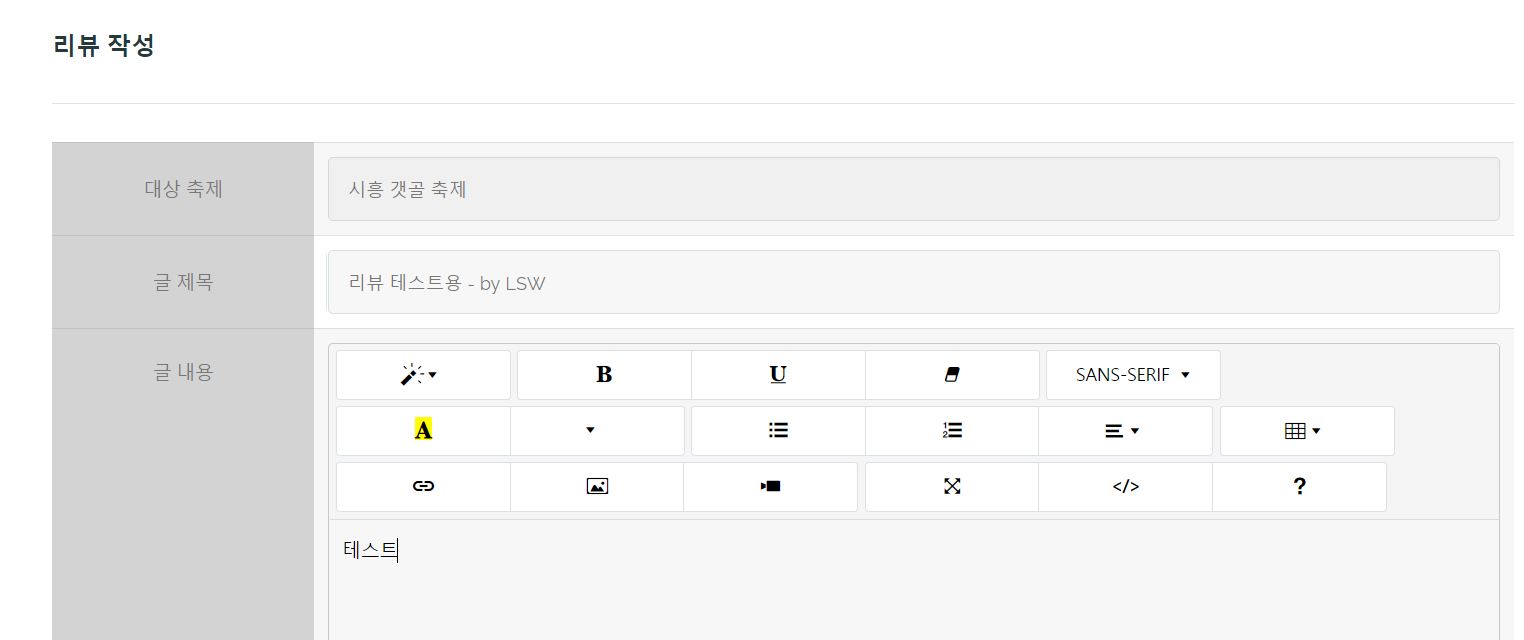 리뷰 작성
대상 축제
시흥 갯골 축제
글 제목
리뷰 테스트용 - by LSW
글 내용
B U SANS-SERIF
A
</> ?
테스트